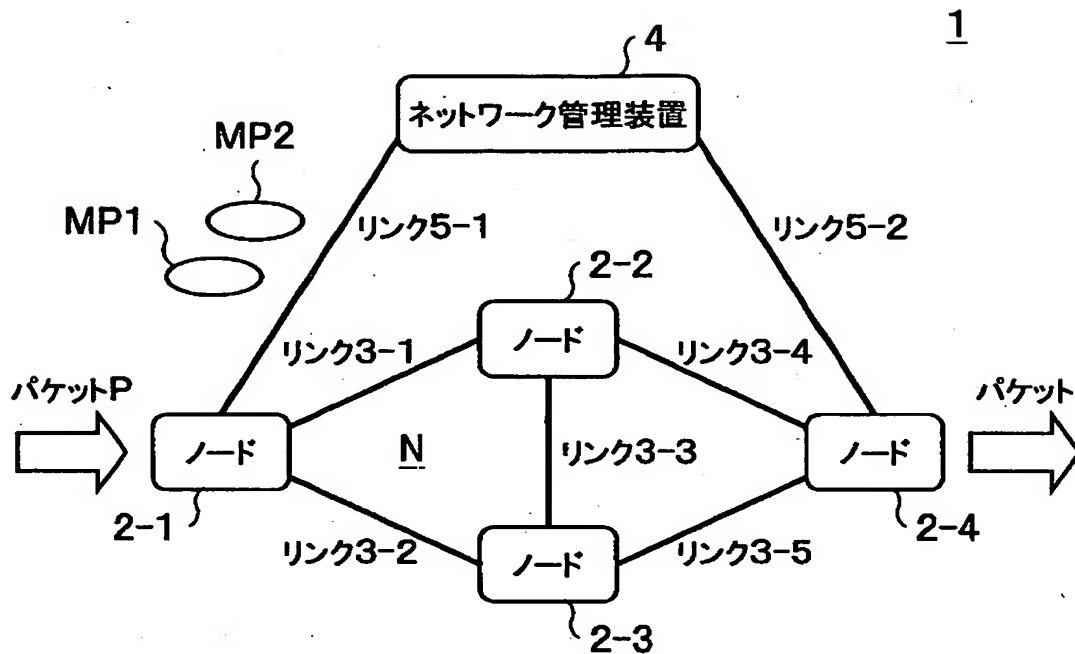 1
4
ネットワーク管理装置
MP2
MP1
リンク5-1
リンク5-2
2-2
ノード
リンク3-1
リンク3-4
パケットP
パケット
ノード
N
リンク3-3
ノード
2-1
2-4
リンク3-2
ノード
リンク3-5
2-3